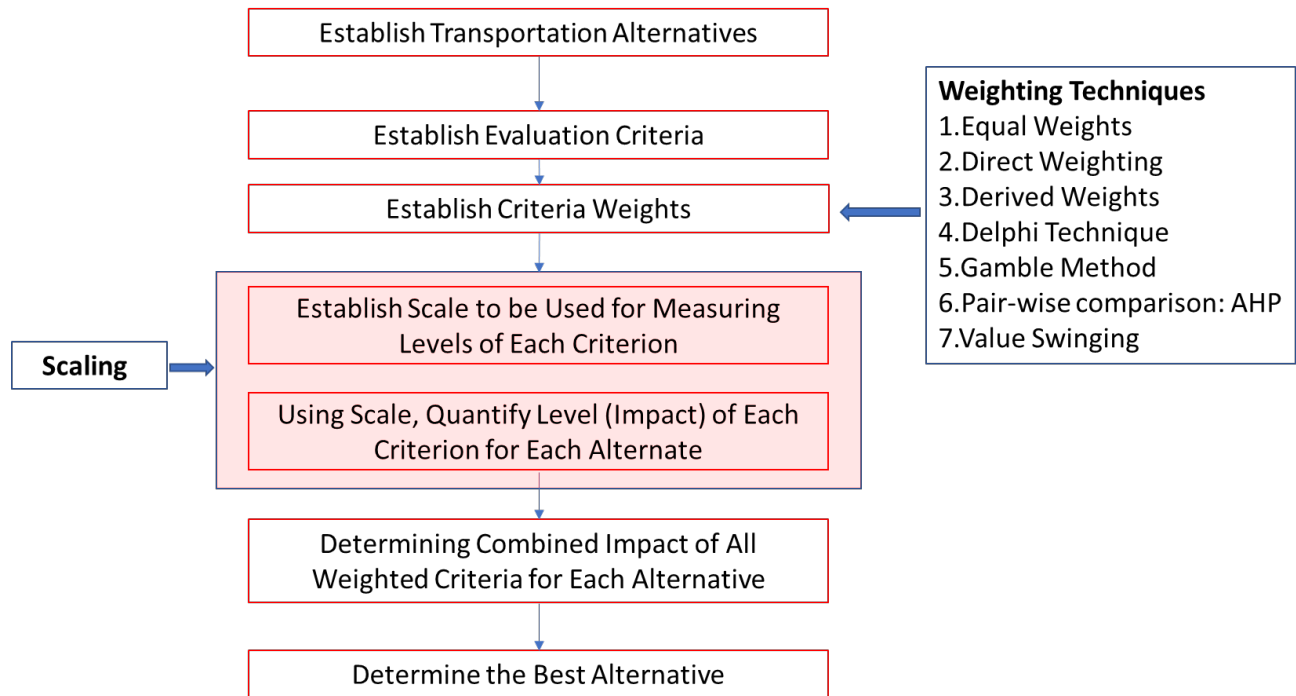 Establish Transportation Alternatives
Establish Evaluation Criteria
Establish Criteria Weights
Weighting Techniques
1.Equal Weights
2.Direct Weighting
3.Derived Weights
4.Delphi Technique
5.Gamble Method
6.Pair-wise comparison: AHP
7.Value Swinging
Scaling
Establish Scale to be Used for Measuring
Levels of Each Criterion
Using Scale, Quantify Level (Impact) of Each
Criterion for Each Alternate
Determining Combined Impact of All
Weighted Criteria for Each Alternative
Determine the Best Alternative